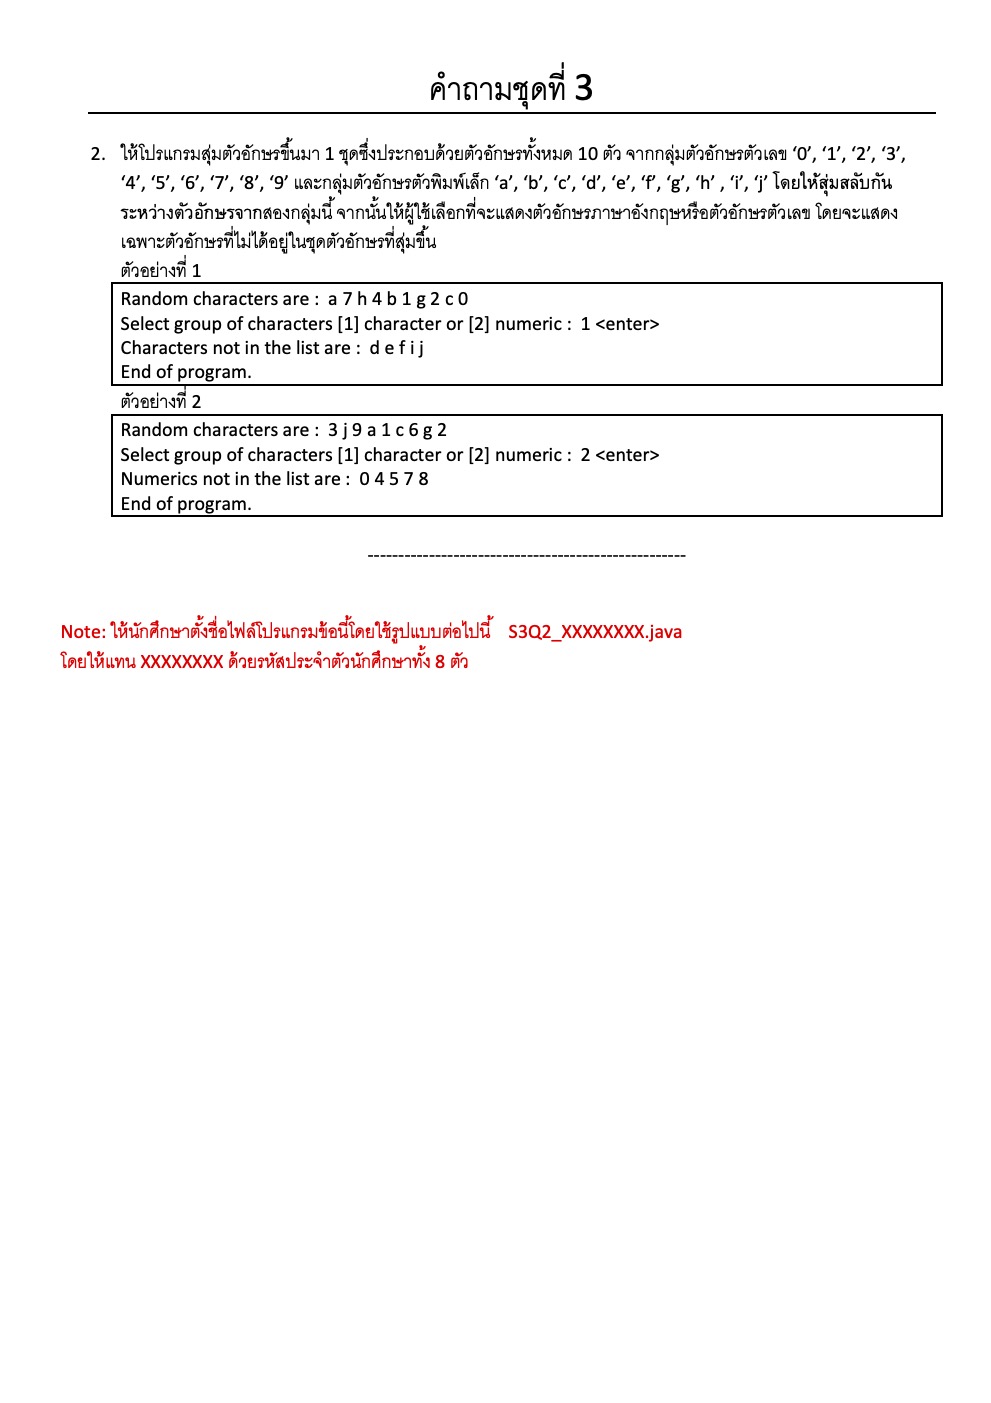 คำถามชุดที่ 3
2. ให้โปรแกรมสุ่มตัวอักษรขึ้นมา 1 ชุดซึ่งประกอบด้วยตัวอักษรทั้งหมด 10 ตัว จากกลุ่มตัวอักษรตัวเลข ‘0’, ‘1’, ‘2’, ‘3’,
‘4’, ‘5’, ‘6’, ‘7’, ‘8’, ‘9’ และกลุ่มตัวอักษรตัวพิมพ์เล็ก ‘a’, ‘b’, ‘c’, ‘d’, ‘e’, ‘f’, ‘g’, ‘h’ , ‘i’, ‘j’ โดยให้สุ่มสลับกัน
ระหว่างตัวอักษรจากสองกลุ่มนี้ จากนั้นให้ผู้ใช้เลือกที่จะแสดงตัวอักษรภาษาอังกฤษหรือตัวอักษรตัวเลข โดยจะแสดง
เฉพาะตัวอักษรที่ไม่ได้อยู่ในชุดตัวอักษรที่สุ่มขึ้น
ตัวอย่างที่ 1
Random characters are : a 7 h 4 b 1 g 2 c 0
Select group of characters [1] character or [2] numeric : 1 <enter>
Characters not in the list are : d e f i j
End of program.
ตัวอย่างที่ 2
Random characters are : 3 j 9 a 1 c 6 g 2
Select group of characters [1] character or [2] numeric : 2 <enter>
Numerics not in the list are : 0 4 5 7 8
End of program.
----------------------------------------------------
Note: ให้นักศึกษาตั้งชื่อไฟล์โปรแกรมข้อนี้โดยใช้รูปแบบต่อไปนี้ S3Q2_XXXXXXXX.java
โดยให้แทน XXXXXXXX ด้วยรหัสประจำตัวนักศึกษาทั้ง 8 ตัว